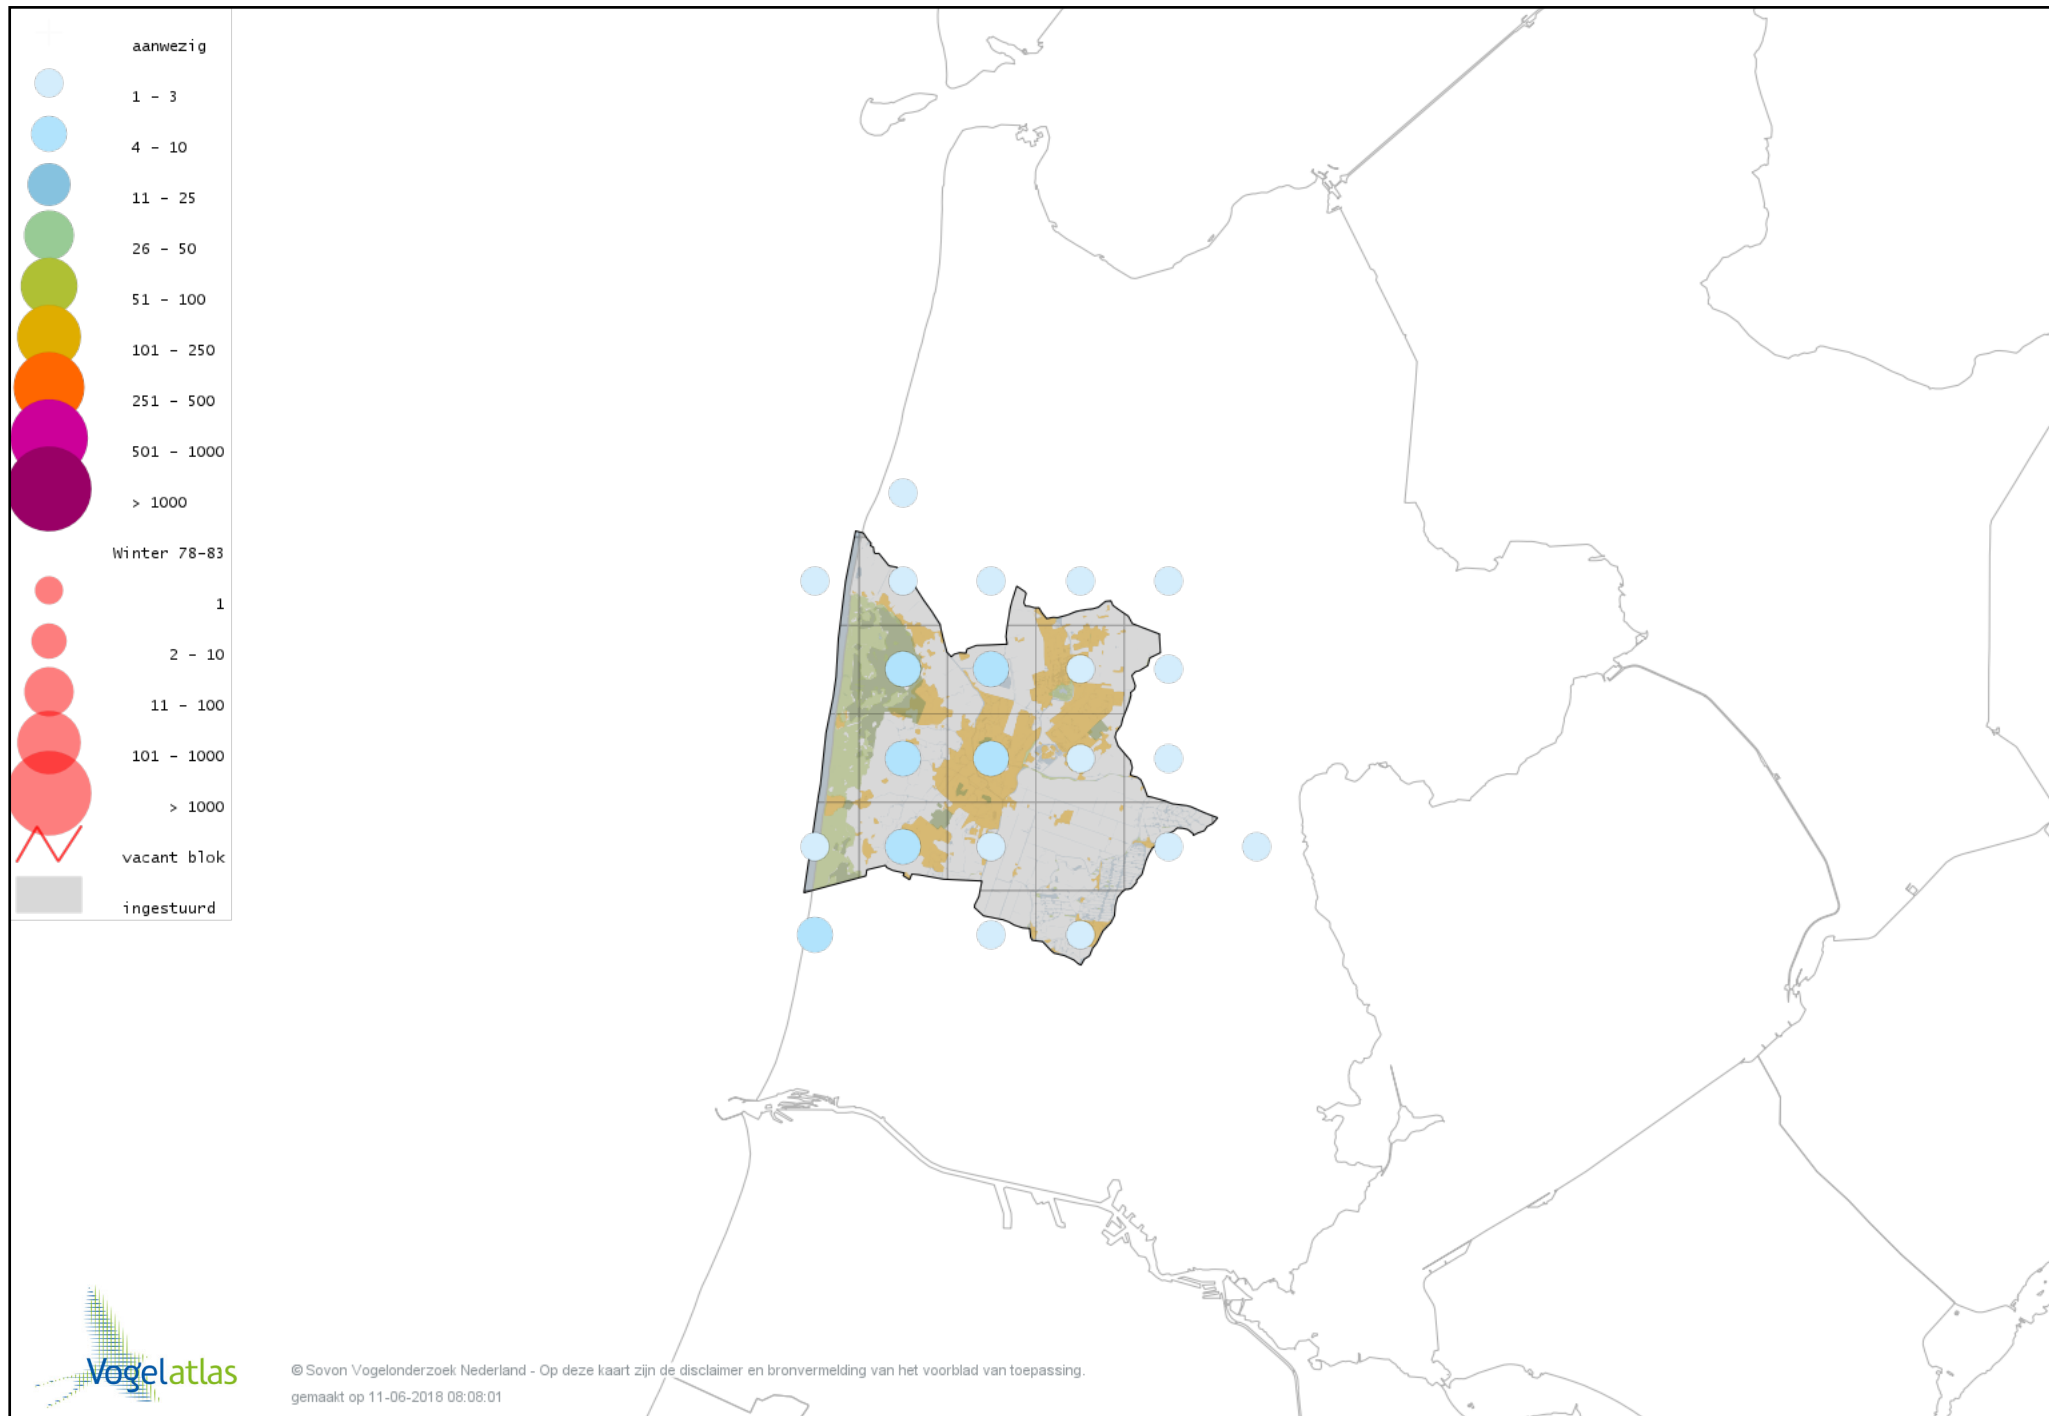 aanwezig
1 - 3
4 - 10
11 - 25
26 - 50
51 - 100
101 - 250
251 - 500
501 - 1000
> 1000
Winter 78-83
1
2 - 10
11 - 100
101 - 1000
> 1000
vacant blok
ingestuurd
Vogelatlas
© Sovon Vogelonderzoek Nederland - Op deze kaart zijn de disclaimer en bronvermelding van het voorblad van toepassing.
gemaakt op 11-06-2018 08:08:01